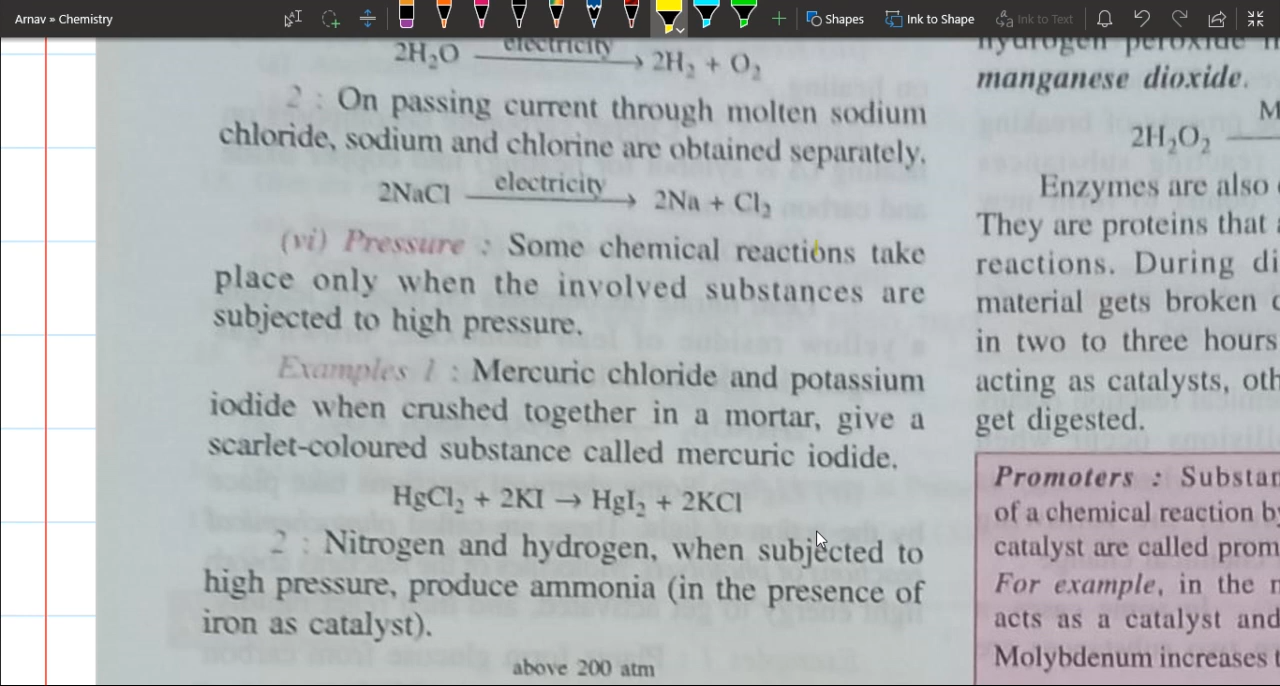 Arnav » Chemistry
Shapes
Ink to Shape
Ink to Text
2H₂O electricity → 2H₂ + O₂
2 : On passing current through molten sodium
chloride, sodium and chlorine are obtained separately.
2NaCl electricity → 2Na + Cl₂
(vi) Pressure : Some chemical reactions take
place only when the involved substances are
subjected to high pressure.
Examples 1 : Mercuric chloride and potassium
iodide when crushed together in a mortar, give a
scarlet-coloured substance called mercuric iodide.
HgCl₂ + 2KI → HgI₂ + 2KCl
2 : Nitrogen and hydrogen, when subjected to
high pressure, produce ammonia (in the presence of
iron as catalyst).
above 200 atm
hydrogen peroxide
manganese dioxide.
M
2H₂O₂
Enzymes are also
They are proteins that
reactions. During di
material gets broken
in two to three hours
acting as catalysts, oth
get digested.
Promoters : Substan
of a chemical reaction by
catalyst are called prom
For example, in the
acts as a catalyst and
Molybdenum increases